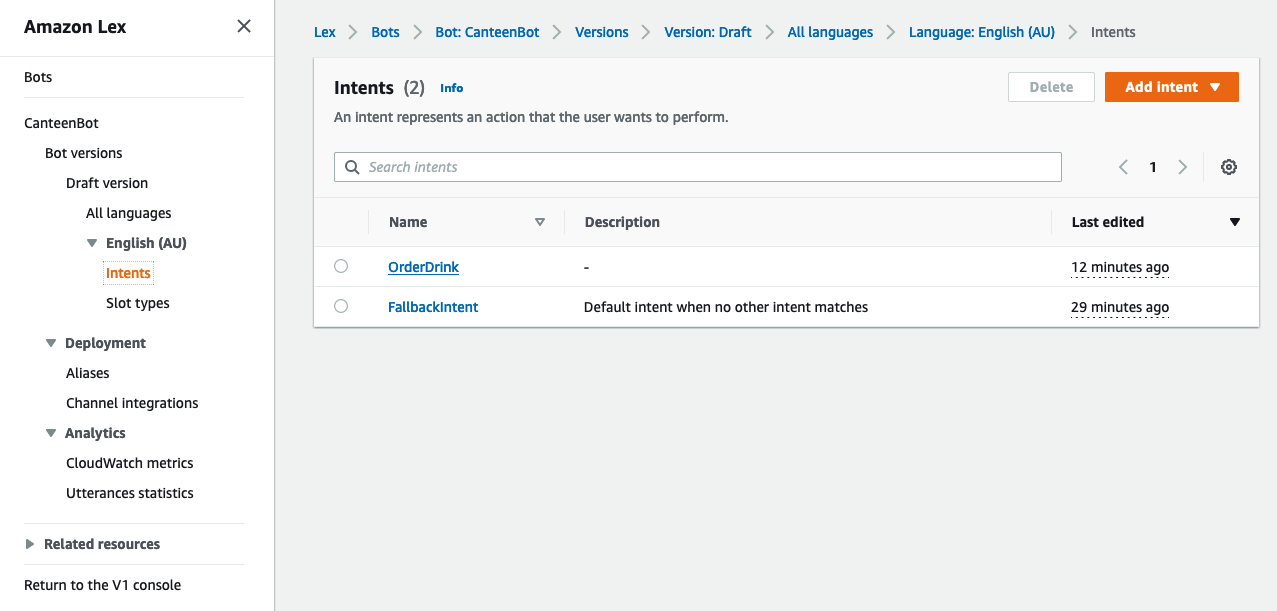 Amazon Lex
Bots
CanteenBot
Bot versions
Draft version
All languages
English (AU)
Intents
Slot types
Deployment
Aliases
Channel integrations
Analytics
CloudWatch metrics
Utterances statistics
Related resources
Return to the V1 console
Lex Bots Bot: CanteenBot Versions Version: Draft All languages Language: English (AU) Intents
Intents (2) Info
Delete Add intent
An intent represents an action that the user wants to perform.
Search intents
1
Name Description Last edited
OrderDrink - 12 minutes ago
FallbackIntent Default intent when no other intent matches 29 minutes ago